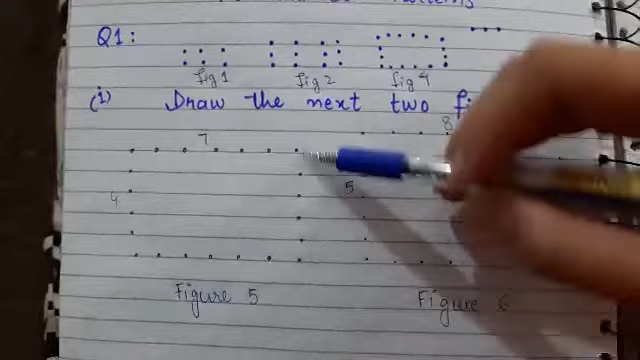 Q1:
fig 1 fig 2 fig 4
(i) Draw the next two
7 8
4 5
Figure 5 Figure 6